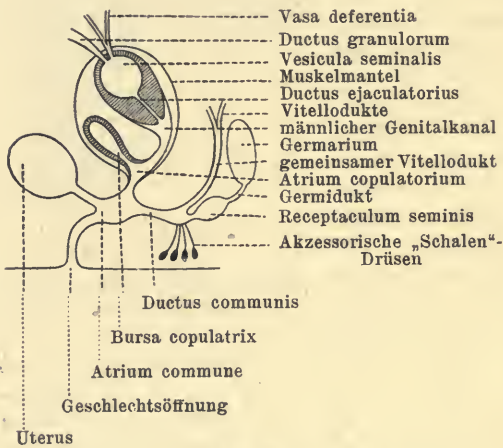 Vasa deferentia
Ductus granulorum
Vesicula seminalis
Muskelmantel
Ductus ejaculatorius
Vitellodukte
männlicher Genitalkanal
Germarium
gemeinsamer Vitellodukt
Atrium copulatorium
Germidukt
Receptaculum seminis
Akzessorische „Schalen“-
Drüsen
Ductus communis
Bursa copulatrix
Atrium commune
Geschlechtsöffnung
Uterus